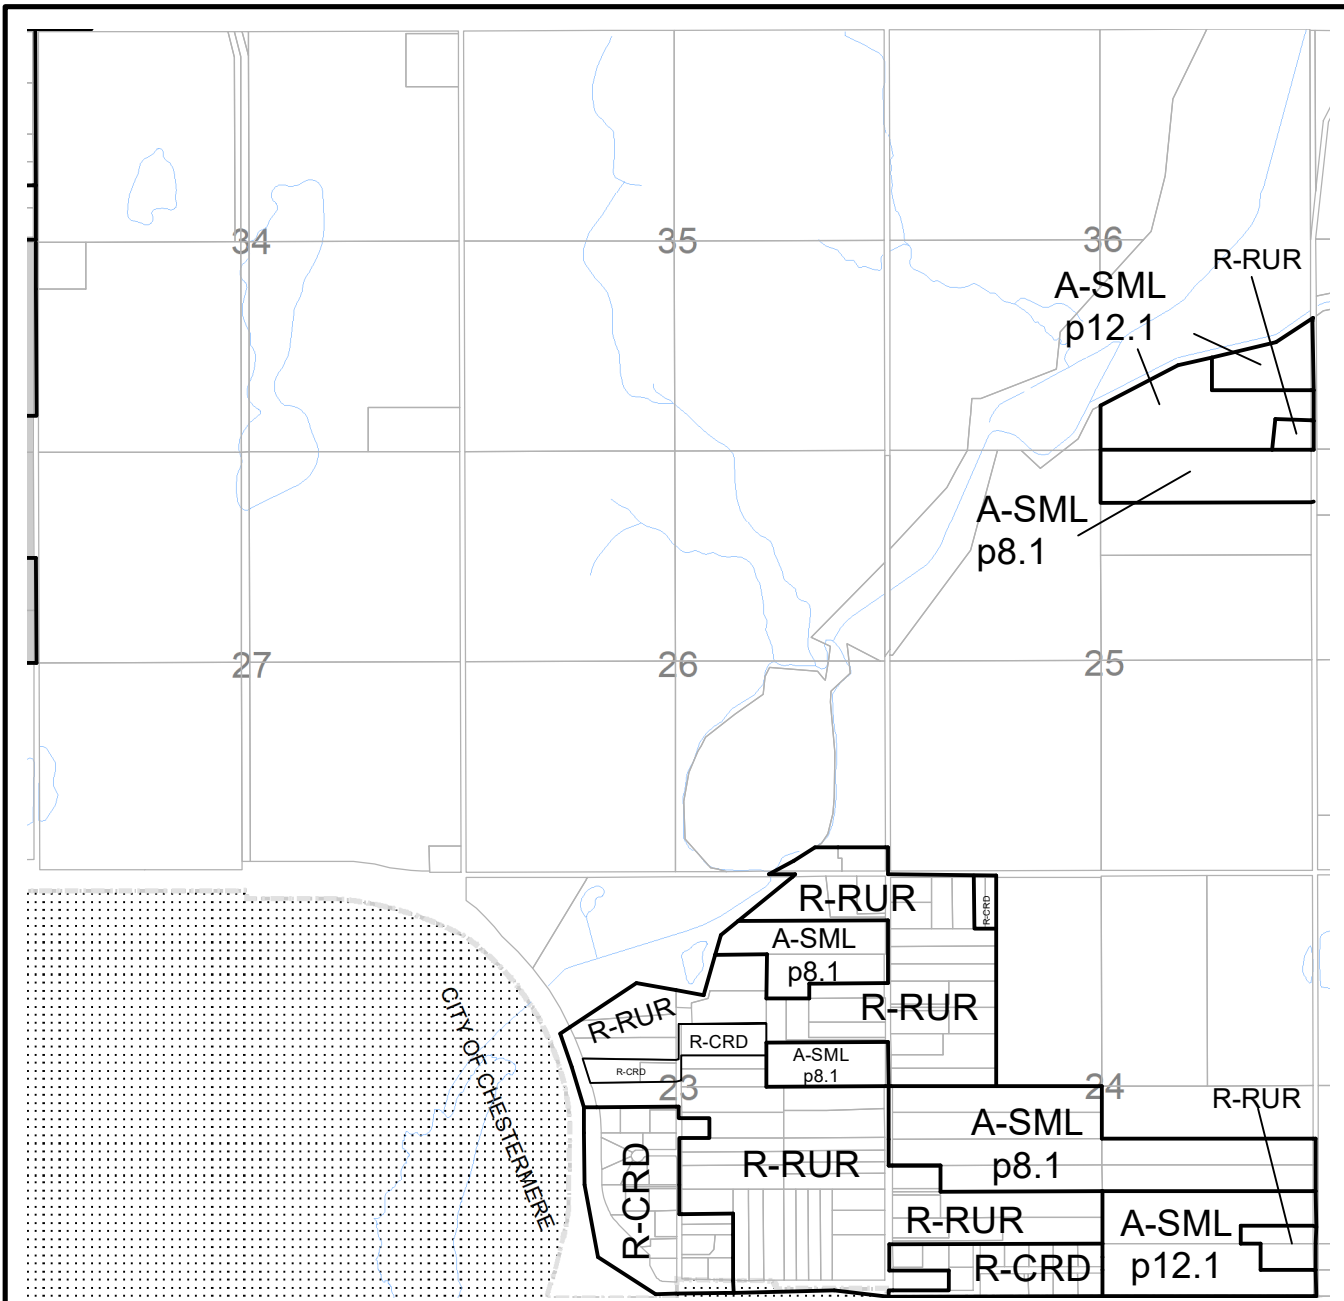 34
35
36
R-RUR
A-SML
p12.1
A-SML
p8.1
27
26
25
R-RUR
R-CRD
A-SML
p8.1
R-RUR
R-RUR
R-CRD
A-SML
p8.1
R-CRD
CITY OF CHESTERMERE
23
24
R-RUR
A-SML
p8.1
R-CRD
R-RUR
R-RUR
A-SML
p12.1
R-CRD